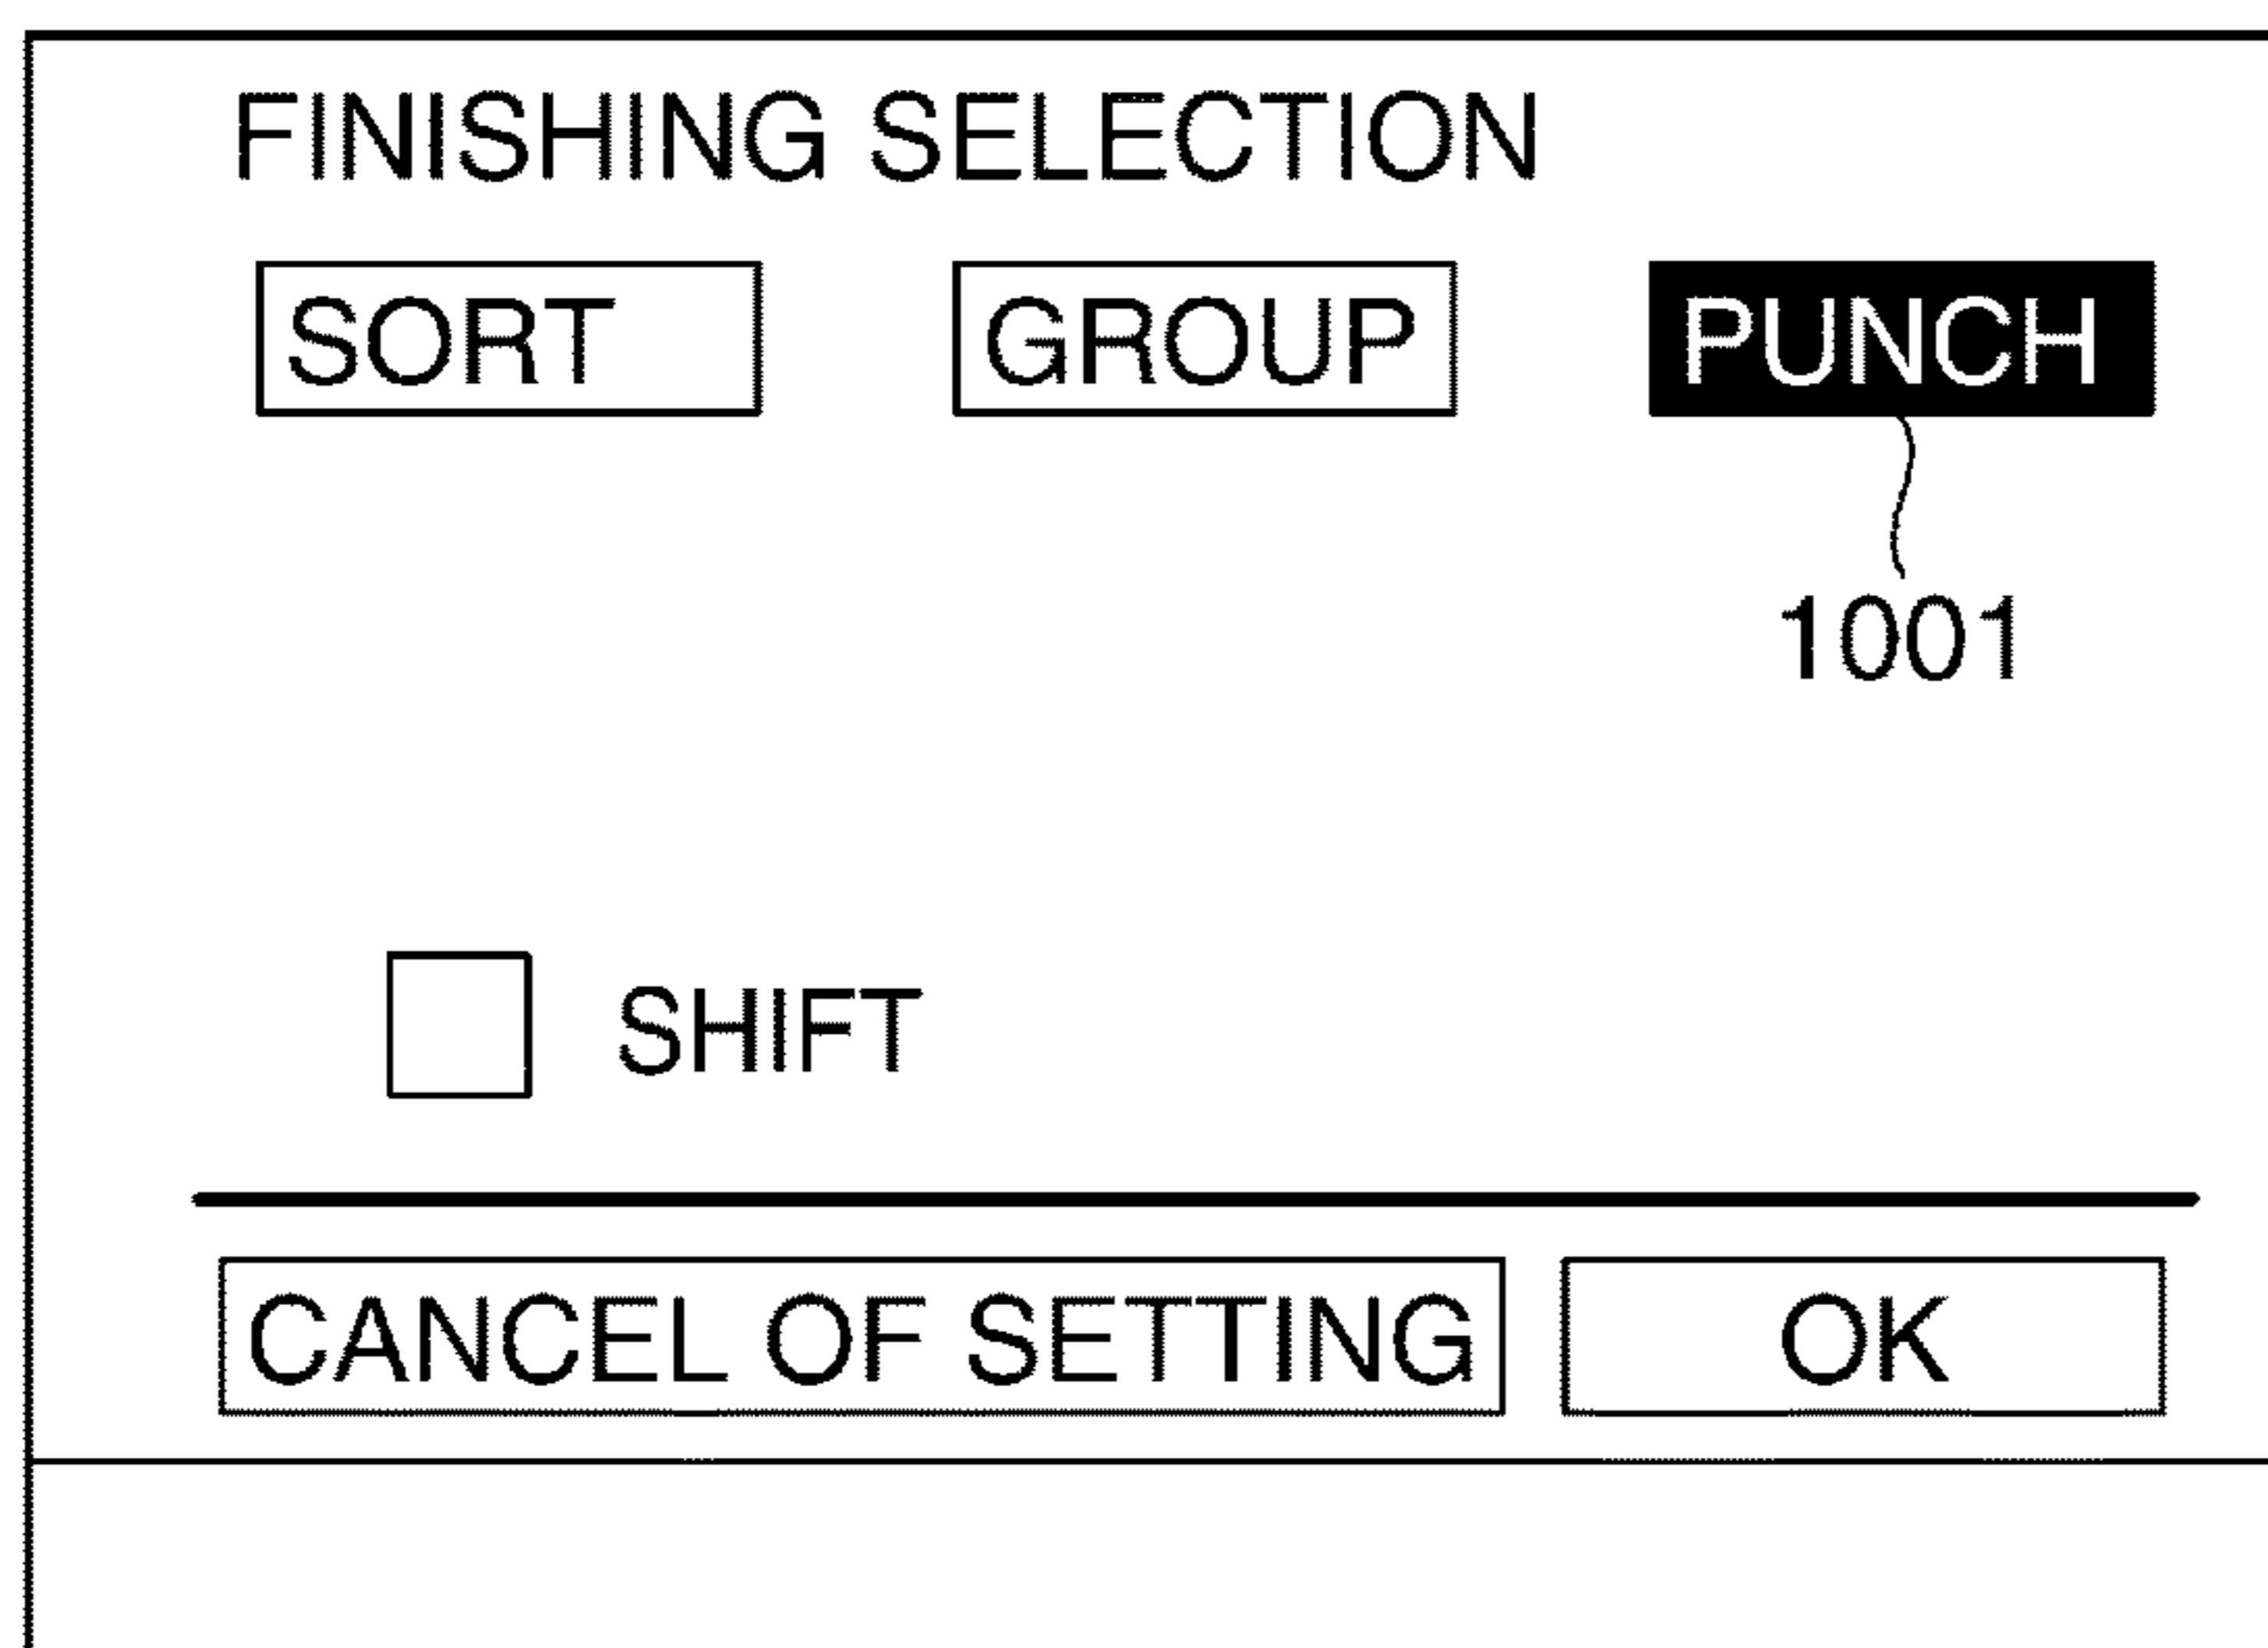 FINISHING SELECTION
SORT GROUP PUNCH
1001
SHIFT
CANCEL OF SETTING OK